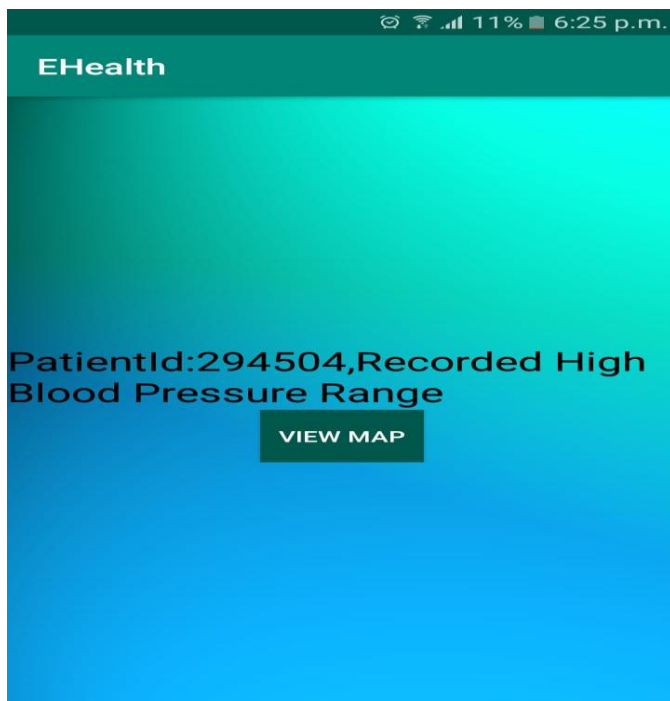 11% 6:25 p.m.
EHealth
PatientId:294504,Recorded High
Blood Pressure Range
VIEW MAP